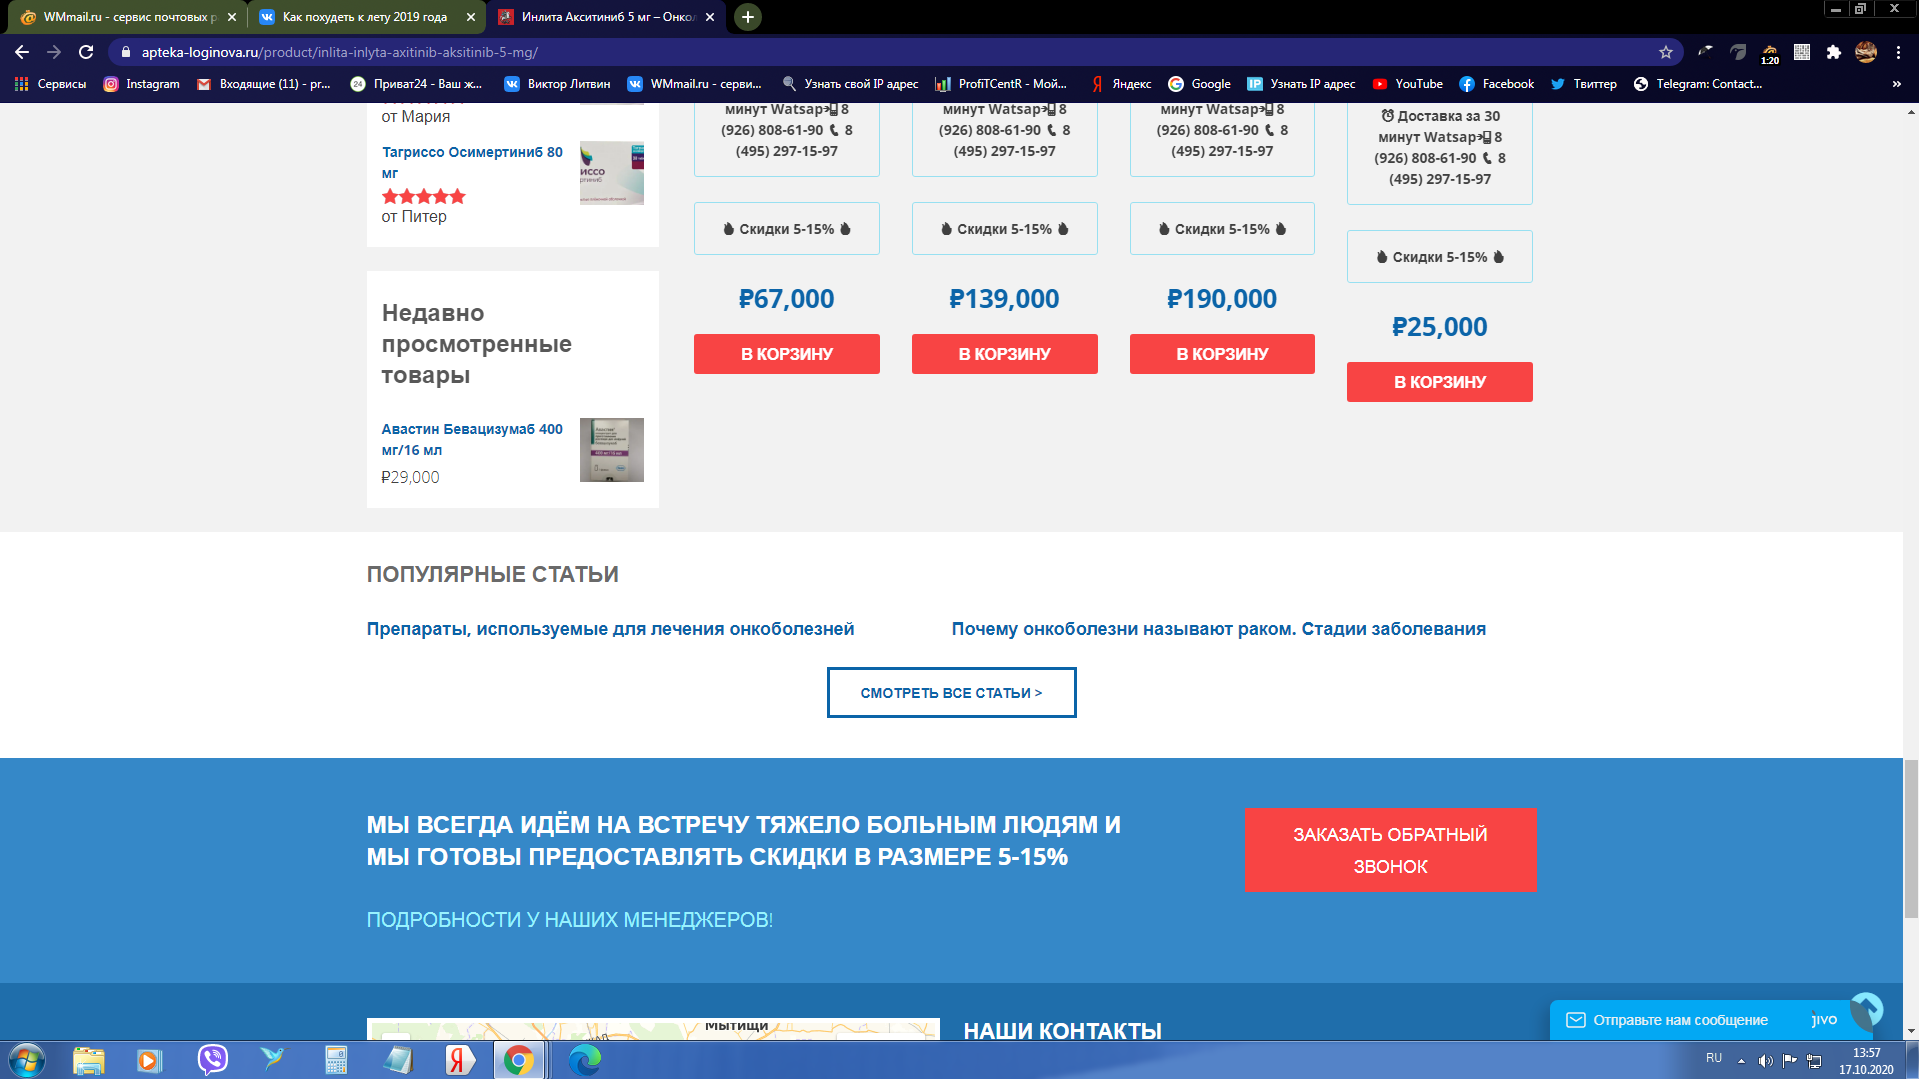 WMmail.ru - сервис почтовых р
Как похудеть к лету 2019 года
Инлита Акситиниб 5 мг – Онкол
apteka-loginova.ru/product/inlita-inlyta-axitinib-aksitinib-5-mg/
1:20
Сервисы
Instagram
Входящие (11) - pr...
24
Приват24 - Ваш ж...
Виктор Литвин
WMmail.ru - серви...
Узнать свой IP адрес
ProfiTCentR - Мой...
Яндекс
Google
IP
Узнать IP адрес
YouTube
Facebook
Твиттер
Telegram: Contact...
»
от Мария
Тагриссо Осимертиниб 80
мг
от Питер
Недавно
просмотренные
товары
Авастин Бевацизумаб 400
мг/16 мл
₽29,000
минут Watsap 8
(926) 808-61-90 8
(495) 297-15-97
Скидки 5-15%
₽67,000
В КОРЗИНУ
минут Watsap 8
(926) 808-61-90 8
(495) 297-15-97
Скидки 5-15%
₽139,000
В КОРЗИНУ
минут Watsap 8
(926) 808-61-90 8
(495) 297-15-97
Скидки 5-15%
₽190,000
В КОРЗИНУ
Доставка за 30
минут Watsap 8
(926) 808-61-90 8
(495) 297-15-97
Скидки 5-15%
₽25,000
В КОРЗИНУ
ПОПУЛЯРНЫЕ СТАТЬИ
Препараты, используемые для лечения онкоболезней
Почему онкоболезни называют раком. Стадии заболевания
СМОТРЕТЬ ВСЕ СТАТЬИ >
МЫ ВСЕГДА ИДЁМ НА ВСТРЕЧУ ТЯЖЕЛО БОЛЬНЫМ ЛЮДЯМ И
МЫ ГОТОВЫ ПРЕДОСТАВЛЯТЬ СКИДКИ В РАЗМЕРЕ 5-15%
ПОДРОБНОСТИ У НАШИХ МЕНЕДЖЕРОВ!
ЗАКАЗАТЬ ОБРАТНЫЙ
ЗВОНОК
Мытищи
НАШИ КОНТАКТЫ
Отправьте нам сообщение
jivo
RU
13:57
17.10.2020